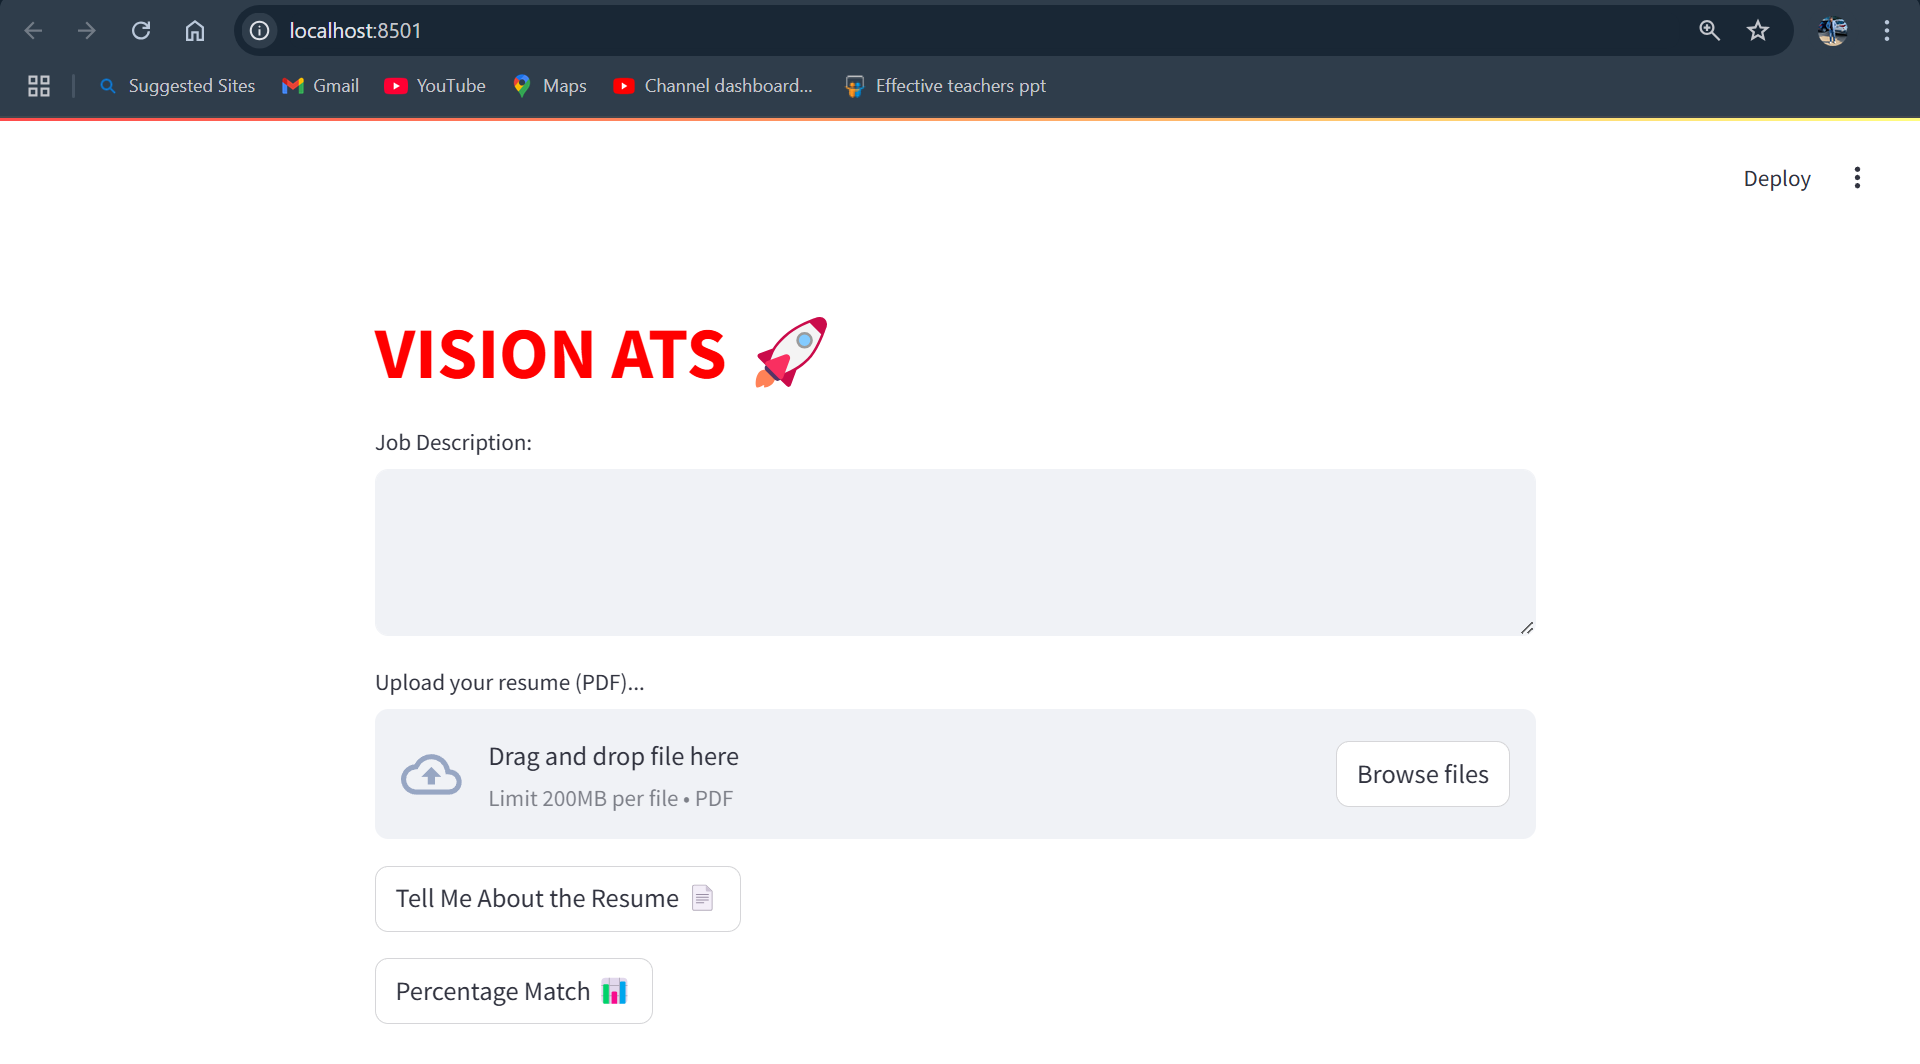 localhost:8501
Suggested Sites Gmail YouTube Maps Channel dashboard... Effective teachers ppt
Deploy
VISION ATS 🚀
Job Description:
Upload your resume (PDF)...
Drag and drop file here
Limit 200MB per file • PDF
Browse files
Tell Me About the Resume 📄
Percentage Match 📊